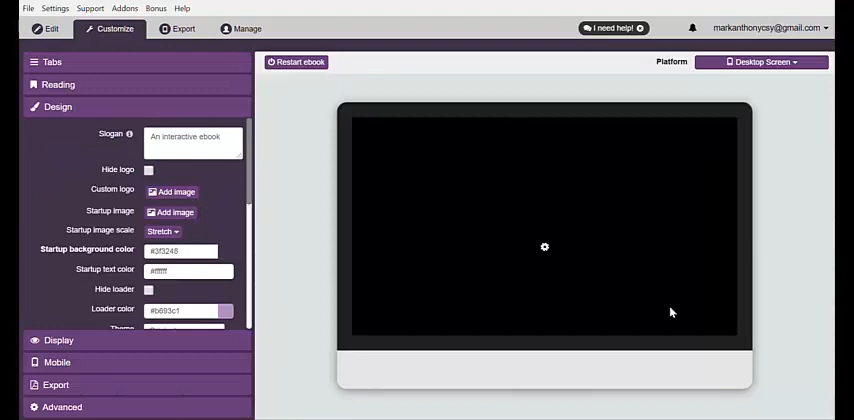 File Settings Support Addons Bonus Help
Edit Customize Export Manage I need help! markanthonycsy@gmail.com
Tabs
Restart ebook Platform Desktop Screen
Reading
Design
Slogan An interactive ebook
Hide logo
Custom logo Add image
Startup image Add image
Startup image scale Stretch
Startup background color #3f3248
Startup text color #ffffff
Hide loader
Loader color #b693c1
Theme
Display
Mobile
Export
Advanced